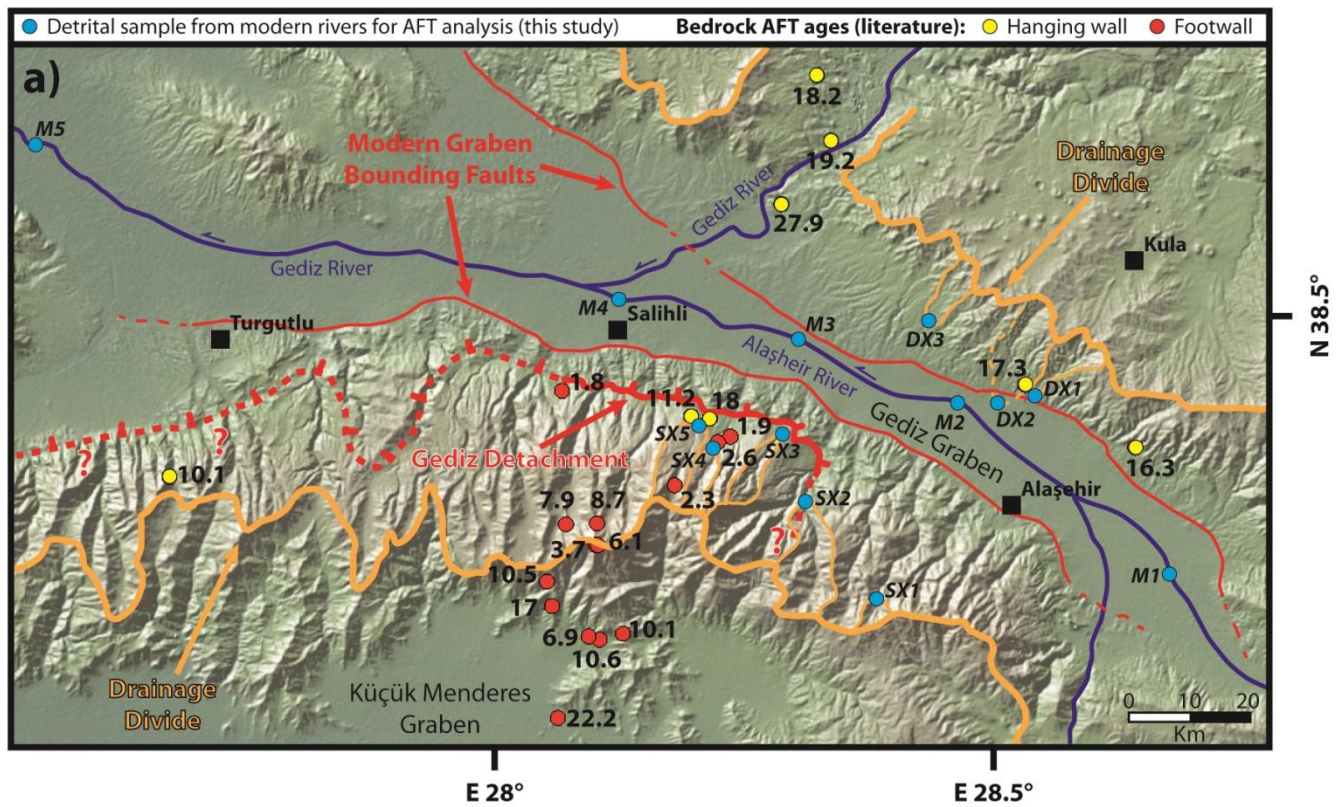 Detrital sample from modern rivers for AFT analysis (this study) Bedrock AFT ages (literature): Hanging wall Footwall
a)
M5
18.2
Modern Graben
Bounding Faults
19.2
Drainage
Divide
27.9
Gediz River
Kula
Gediz River
M4
Salihli
M3
DX3
N 38.5°
Turgutlu
Alaşheir River
17.3
DX1
1.8
11.2
18
M2
DX2
Gediz Graben
SX5
1.9
SX3
Gediz Detachment
SX4
2.6
16.3
?
?
10.1
2.3
Alaşehir
7.9
8.7
SX2
?
3.7
6.1
10.5
M1
SX1
17
6.9
10.1
10.6
Drainage
Divide
Küçük Menderes
Graben
22.2
0 10 20
Km
E 28°
E 28.5°